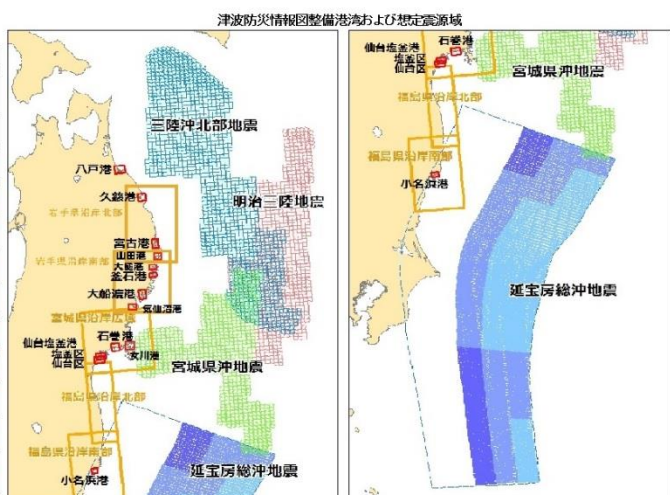 津波防災情報図整備港湾および想定震源域
三陸沖北部地震
八戸港
久慈港
岩手県沿岸北部
明治三陸地震
宮古港
山田港
岩手県沿岸南部
大槌港
釜石港
大船渡港
気仙沼港
宮城県沿岸広域
石巻港
仙台塩釜港
塩釜区
仙台区
女川港
宮城県沖地震
福島県沿岸北部
福島県沿岸南部
延宝房総沖地震
小名浜港
石巻港
仙台塩釜港
塩釜区
仙台区
宮城県沖地震
福島県沿岸北部
福島県沿岸南部
小名浜港
延宝房総沖地震